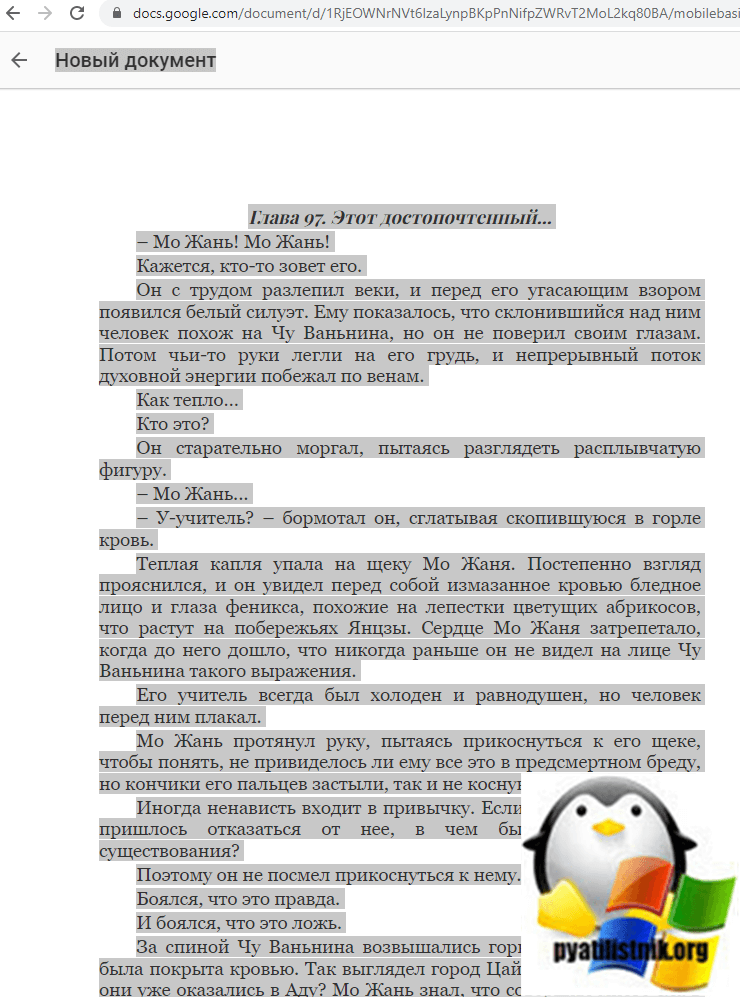 docs.google.com/document/d/1RjEOWNrNVt6IzaLynpBKpPnNifpZWRvT2MoL2kq80BA/mobilebasi
Новый документ
Глава 97. Этот достопочтенный...
– Мо Жань! Мо Жань!
Кажется, кто-то зовет его.
Он с трудом разлепил веки, и перед его угасающим взором
появился белый силуэт. Ему показалось, что склонившийся над ним
человек похож на Чу Ваньнина, но он не поверил своим глазам.
Потом чьи-то руки легли на его грудь, и непрерывный поток
духовной энергии побежал по венам.
Как тепло...
Кто это?
Он старательно моргал, пытаясь разглядеть расплывчатую
фигуру.
– Мо Жань...
– У-учитель? – бормотал он, сглатывая скопившуюся в горле
кровь.
Теплая капля упала на щеку Мо Жаня. Постепенно взгляд
прояснился, и он увидел перед собой измазанное кровью бледное
лицо и глаза феникса, похожие на лепестки цветущих абрикосов,
что растут на побережьях Янцзы. Сердце Мо Жаня затрепетало,
когда до него дошло, что никогда раньше он не видел на лице Чу
Ваньнина такого выражения.
Его учитель всегда был холоден и равнодушен, но человек
перед ним плакал.
Мо Жань протянул руку, пытаясь прикоснуться к его щеке,
чтобы понять, не привиделось ли ему все это в предсмертном бреду,
но кончики его пальцев застыли, так и не косну
Иногда ненависть входит в привычку. Если
пришлось отказаться от нее, в чем бы
существования?
Поэтому он не посмел прикоснуться к нему.
Боялся, что это правда.
И боялся, что это ложь.
За спиной Чу Ваньнина возвышались горы
была покрыта кровью. Так выглядел город Цай
они уже оказались в Аду? Мо Жань знал, что со
pyatilistnik.org